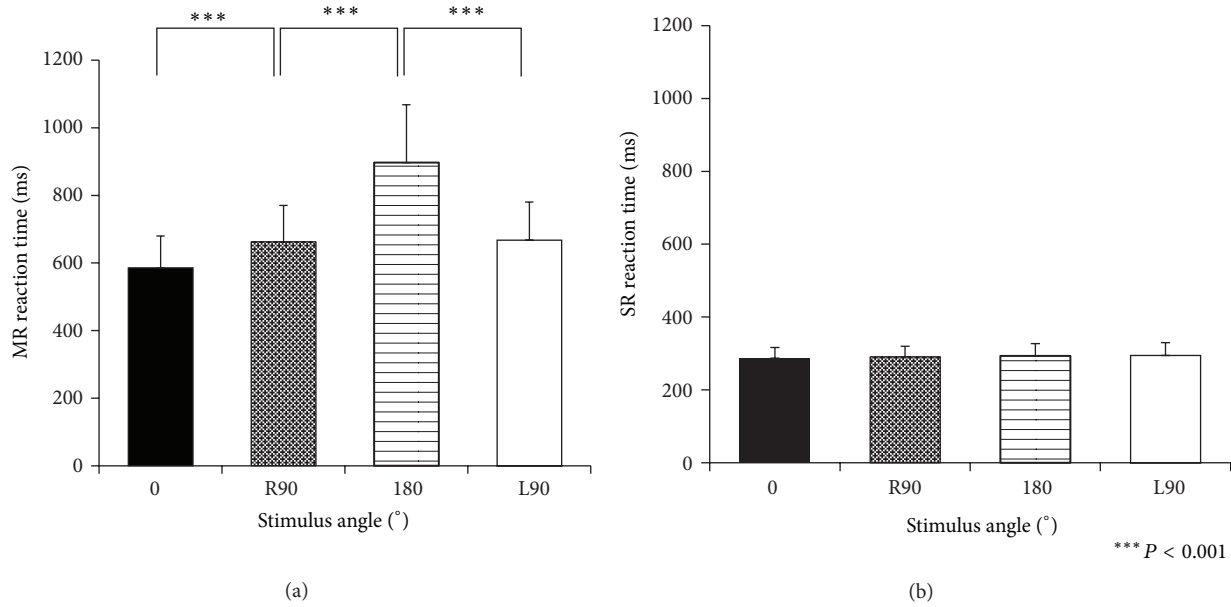 *** *** ***
1200
1000
800
600
400
200
0
MR reaction time (ms)
0 R90 180 L90
Stimulus angle (°)
(a)
1200
1000
800
600
400
200
0
SR reaction time (ms)
0 R90 180 L90
Stimulus angle (°)
*** P < 0.001
(b)